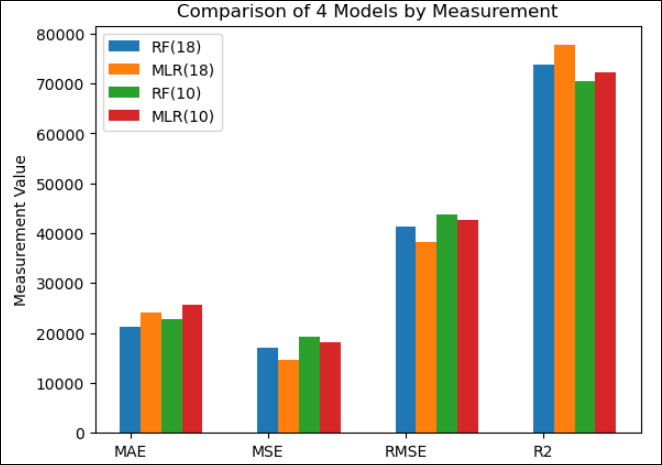 Comparison of 4 Models by Measurement
RF(18)
MLR(18)
RF(10)
MLR(10)
Measurement Value
80000
70000
60000
50000
40000
30000
20000
10000
0
MAE
MSE
RMSE
R2